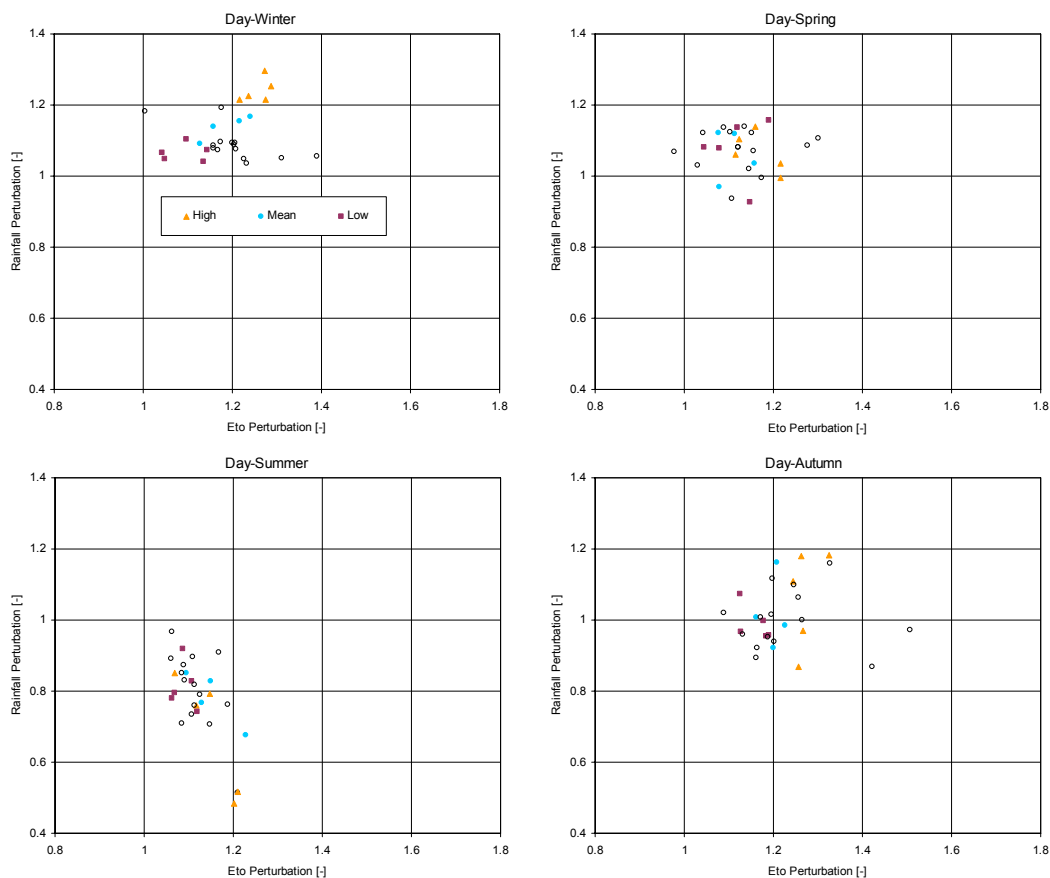 Day-Winter
1.4
1.2
1
0.8
0.6
0.4
Rainfall Perturbation [-]
High Mean Low
0.8 1 1.2 1.4 1.6 1.8
Eto Perturbation [-]
Day-Spring
1.4
1.2
1
0.8
0.6
0.4
Rainfall Perturbation [-]
0.8 1 1.2 1.4 1.6 1.8
Eto Perturbation [-]
Day-Summer
1.4
1.2
1
0.8
0.6
0.4
Rainfall Perturbation [-]
0.8 1 1.2 1.4 1.6 1.8
Eto Perturbation [-]
Day-Autumn
1.4
1.2
1
0.8
0.6
0.4
Rainfall Perturbation [-]
0.8 1 1.2 1.4 1.6 1.8
Eto Perturbation [-]